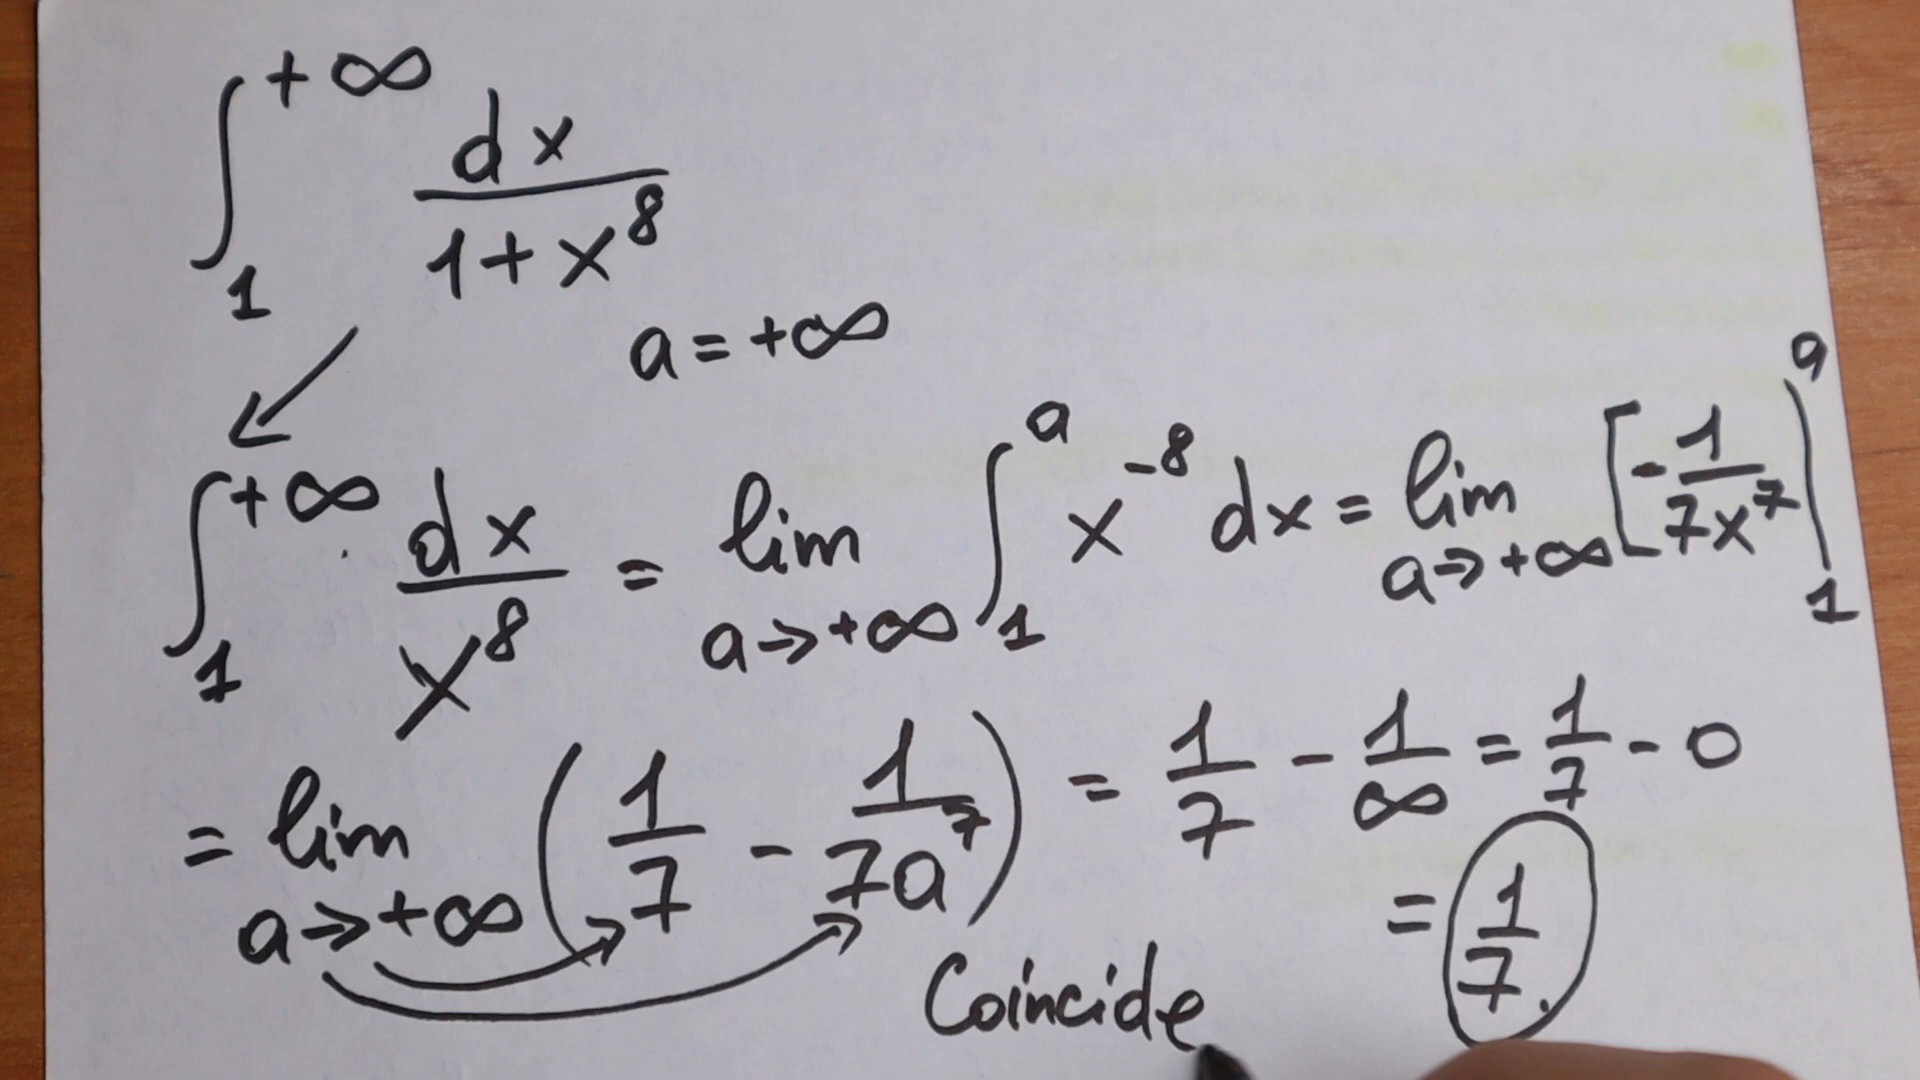 ∫₁^{+∞} dx / (1 + x⁸)
a = +∞
∫₁^{+∞} dx / x⁸ = lim_{a→+∞} ∫₁^a x⁻⁸ dx = lim_{a→+∞} [-1 / 7x⁷ |₁^a
= lim_{a→+∞} (1/7 - 1/7a⁷) = 1/7 - 1/∞ = 1/7 - 0
= 1/7.
Coincide